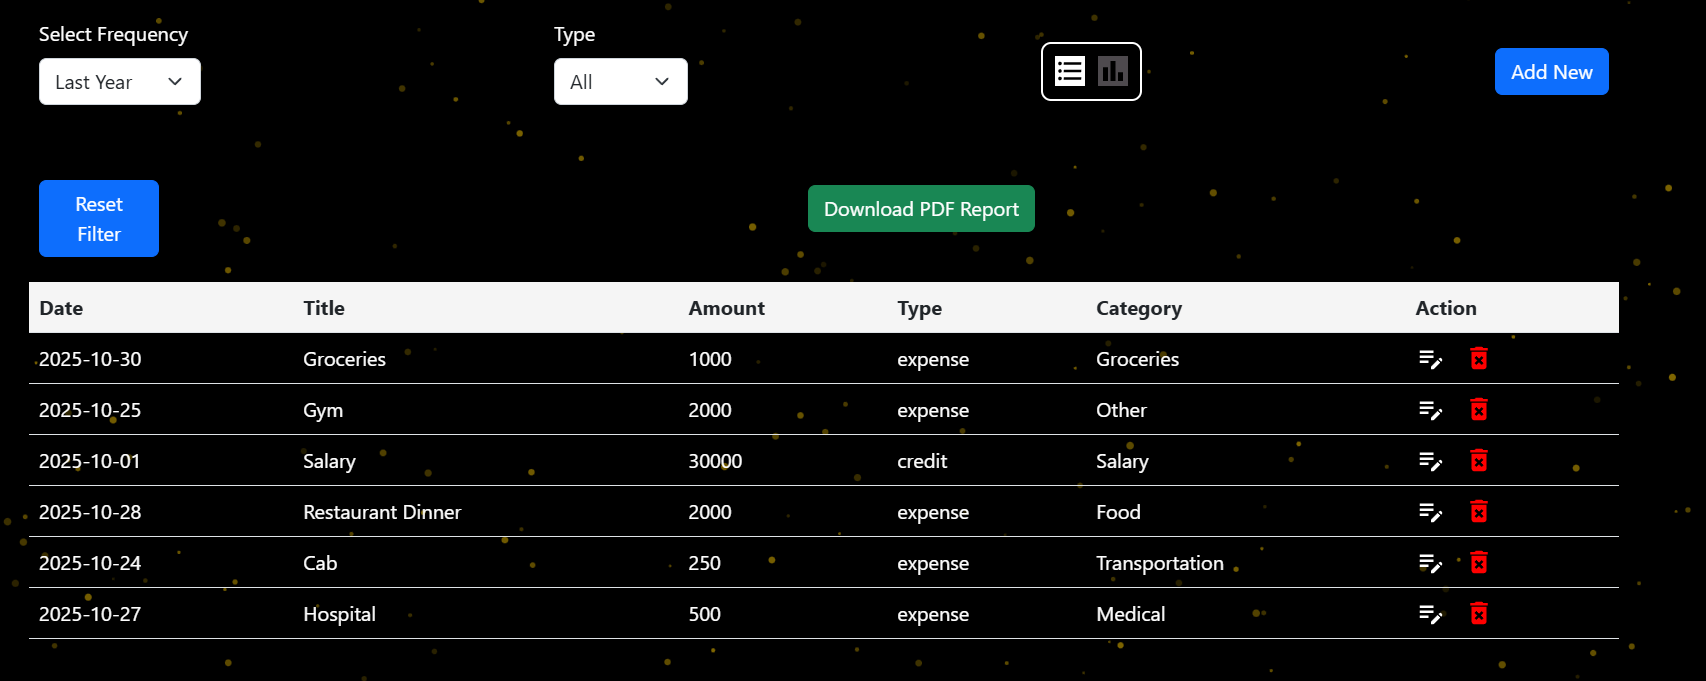 Select Frequency
Type
Last Year
All
Add New
Reset
Filter
Download PDF Report
Date Title Amount Type Category Action
2025-10-30 Groceries 1000 expense Groceries
2025-10-25 Gym 2000 expense Other
2025-10-01 Salary 30000 credit Salary
2025-10-28 Restaurant Dinner 2000 expense Food
2025-10-24 Cab 250 expense Transportation
2025-10-27 Hospital 500 expense Medical